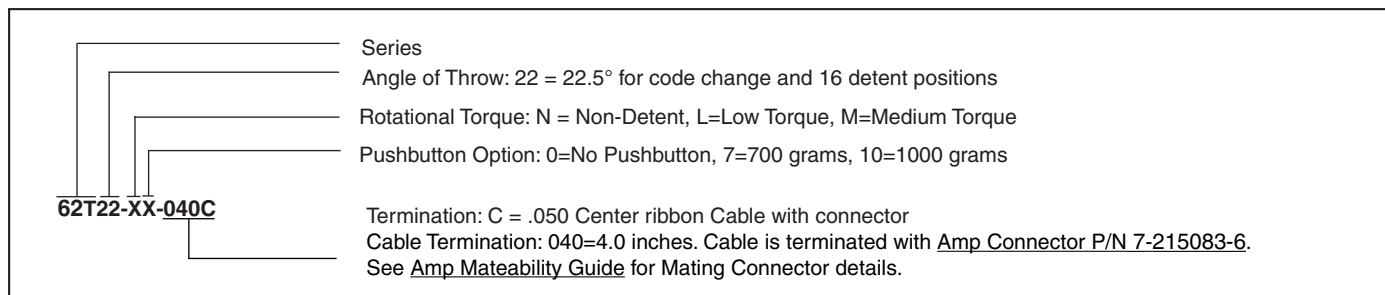 Series
Angle of Throw: 22 = 22.5° for code change and 16 detent positions
Rotational Torque: N = Non-Detent, L=Low Torque, M=Medium Torque
Pushbutton Option: 0=No Pushbutton, 7=700 grams, 10=1000 grams
62T22-XX-040C
Termination: C = .050 Center ribbon Cable with connector
Cable Termination: 040=4.0 inches. Cable is terminated with Amp Connector P/N 7-215083-6.
See Amp Mateability Guide for Mating Connector details.